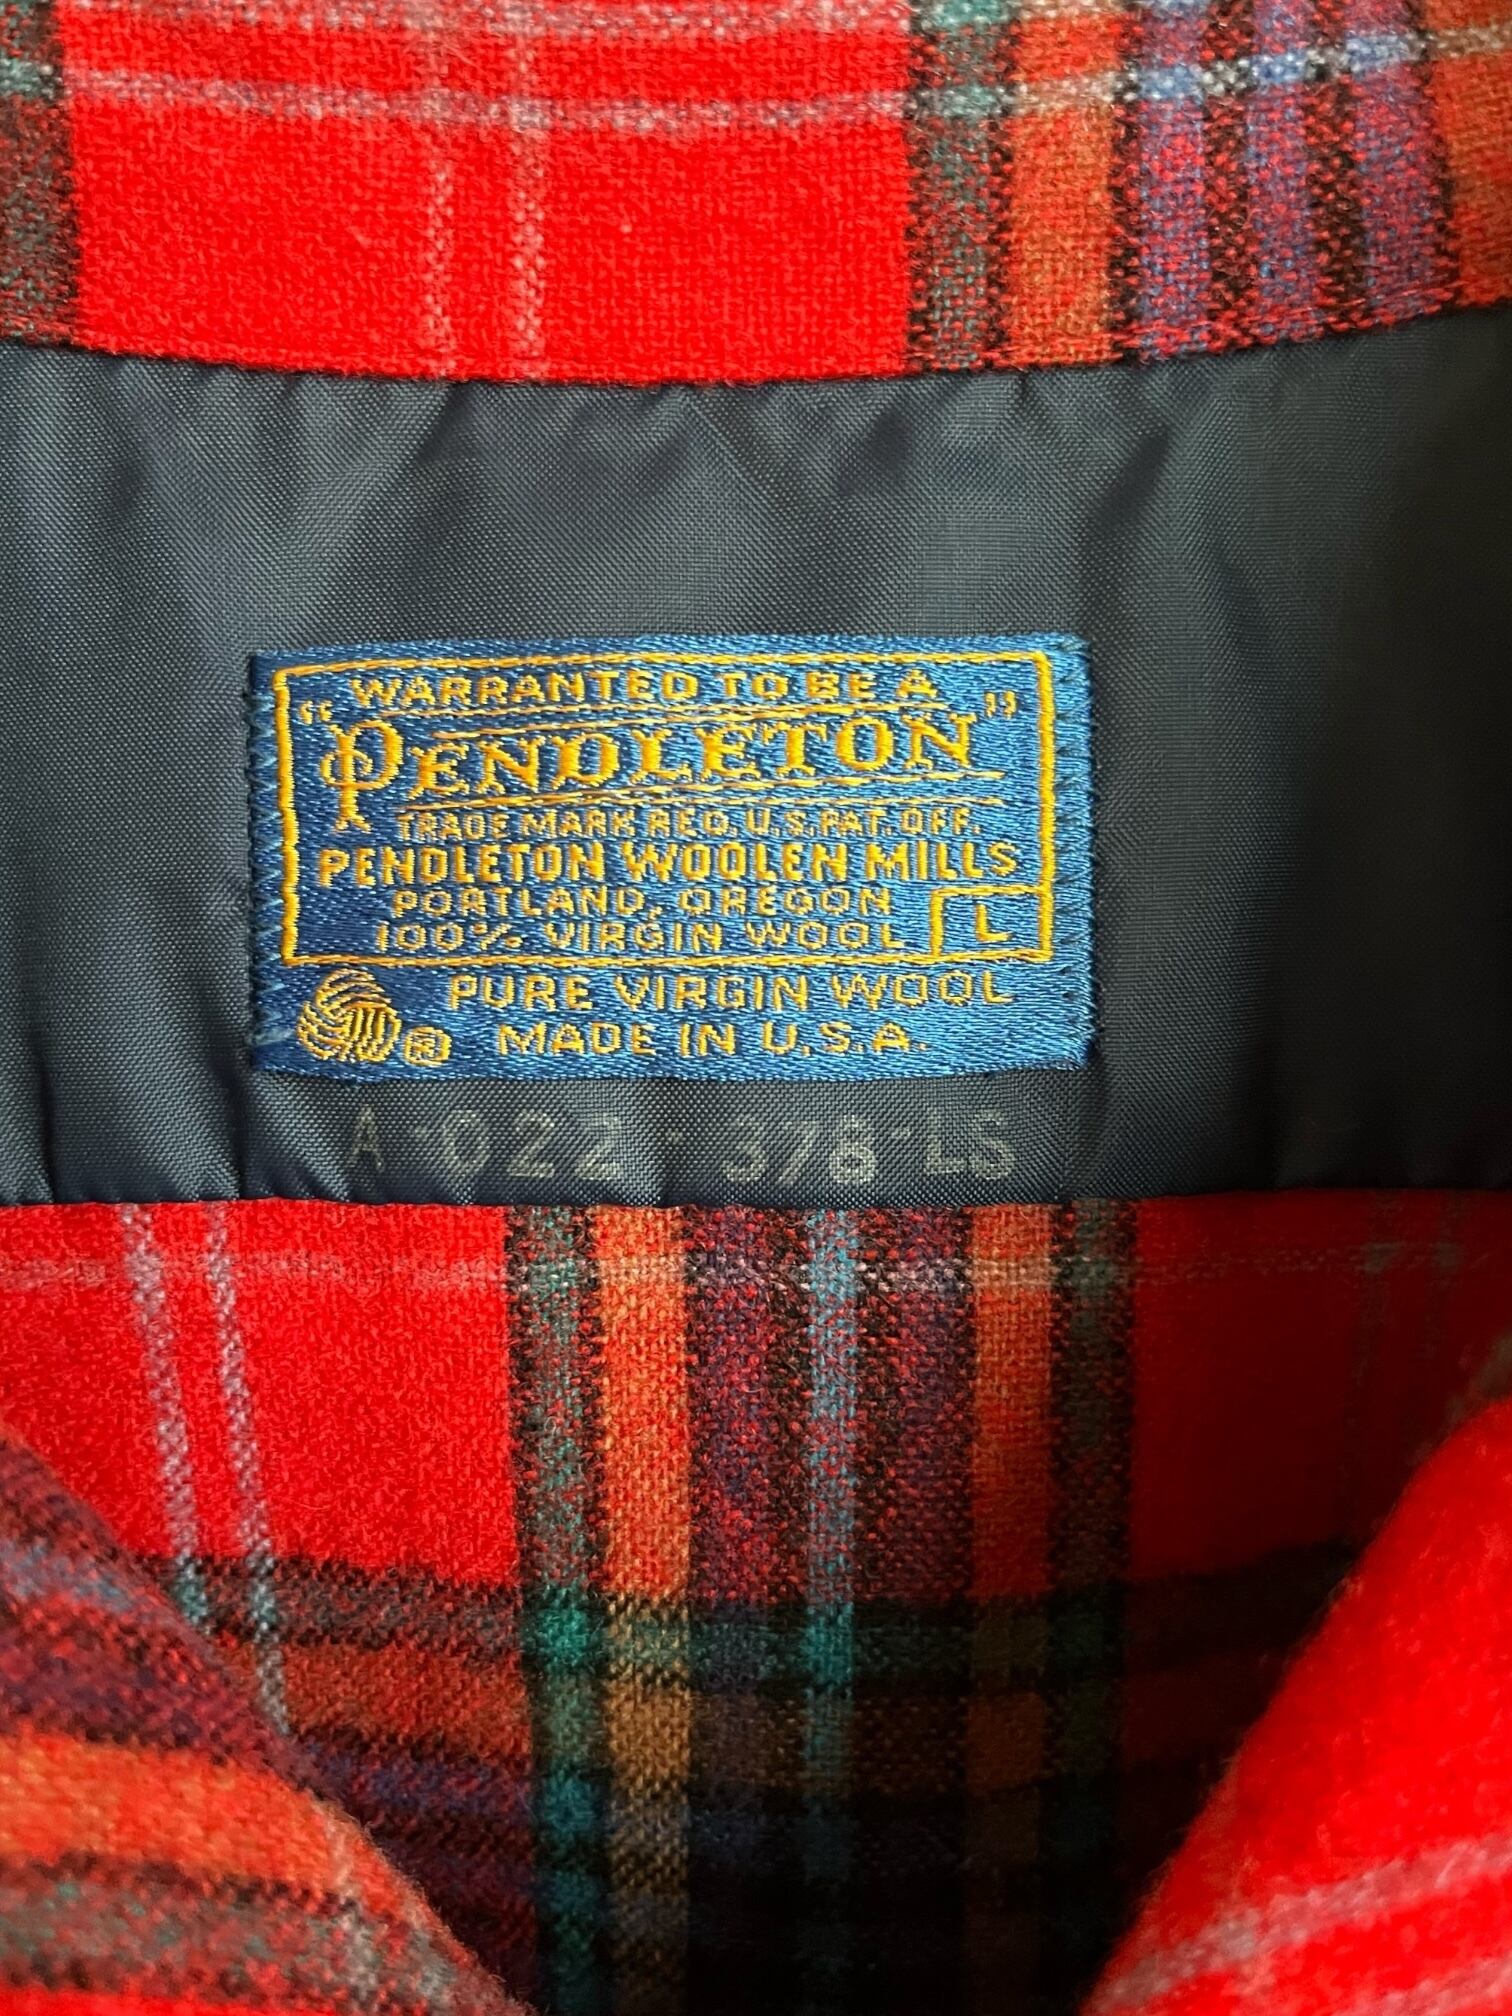 WARRANTED TO BE A
"PENDLETON"
TRADE MARK REG. U.S. PAT. OFF.
PENDLETON WOOLEN MILLS
PORTLAND, OREGON
100% VIRGIN WOOL L
PURE VIRGIN WOOL
® MADE IN U.S.A.
A-022-378-LS